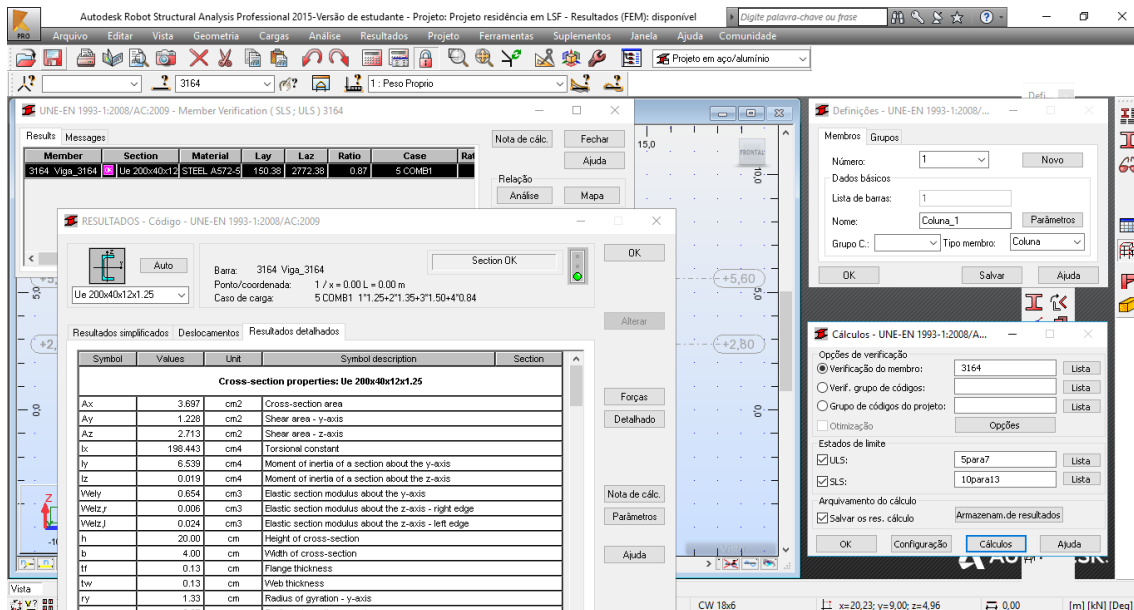 Autodesk Robot Structural Analysis Professional 2015-Versão de estudante - Projeto: Projeto residência em LSF - Resultados (FEM): disponível
Digite palavra-chave ou frase
PRO
Arquivo Editar Vista Geometria Cargas Análise Resultados Projeto Ferramentas Suplementos Janela Ajuda Comunidade
Projeto em aço/alumínio
3164
1 : Peso Proprio
UNE-EN 1993-1:2008/AC:2009 - Member Verification ( SLS ; ULS ) 3164
Results Messages
Member Section Material Lay Laz Ratio Case Rat
3164 Viga_3164 OK Ue 200x40x12 STEEL A572-5 150.38 2772.38 0.87 5 COMB1
Nota de cálc.
Fechar
Ajuda
Relação
Análise
Mapa
RESULTADOS - Código - UNE-EN 1993-1:2008/AC:2009
Auto
Ue 200x40x12x1.25
Barra: 3164 Viga_3164
Ponto/coordenada: 1 / x = 0.00 L = 0.00 m
Caso de carga: 5 COMB1 1*1.25+2*1.35+3*1.50+4*0.84
Section OK
OK
Alterar
Forças
Detalhado
Nota de cálc.
Parâmetros
Ajuda
Resultados simplificados Deslocamentos Resultados detalhados
Symbol Values Unit Symbol description Section
Cross-section properties: Ue 200x40x12x1.25
Ax 3.697 cm2 Cross-section area
Ay 1.228 cm2 Shear area - y-axis
Az 2.713 cm2 Shear area - z-axis
Ix 198.443 cm4 Torsional constant
Iy 6.539 cm4 Moment of inertia of a section about the y-axis
Iz 0.019 cm4 Moment of inertia of a section about the z-axis
Wely 0.654 cm3 Elastic section modulus about the y-axis
Welz,r 0.006 cm3 Elastic section modulus about the z-axis - right edge
Welz,l 0.024 cm3 Elastic section modulus about the z-axis - left edge
h 20.00 cm Height of cross-section
b 4.00 cm Width of cross-section
tf 0.13 cm Flange thickness
tw 0.13 cm Web thickness
ry 1.33 cm Radius of gyration - y-axis
15,0
FRONTAL
+5,60
+2,80
Definições - UNE-EN 1993-1:2008/...
Membros Grupos
Número: 1 Novo
Dados básicos
Lista de barras: 1
Nome: Coluna_1 Parâmetros
Grupo C.: Tipo membro: Coluna
OK Salvar Ajuda
Cálculos - UNE-EN 1993-1:2008/A...
Opções de verificação
Verificação do membro: 3164 Lista
Verif. grupo de códigos: Lista
Grupo de códigos do projeto: Lista
Otimização Opções
Estados de limite
ULS: 5para7 Lista
SLS: 10para13 Lista
Arquivamento do cálculo
Salvar os res. cálculo Armazenam.de resultados
OK Configuração Cálculos Ajuda
Vista
CW 18x6
x=20,23; y=9,00; z=4,96
0,00
[m] [kN] [Deg]